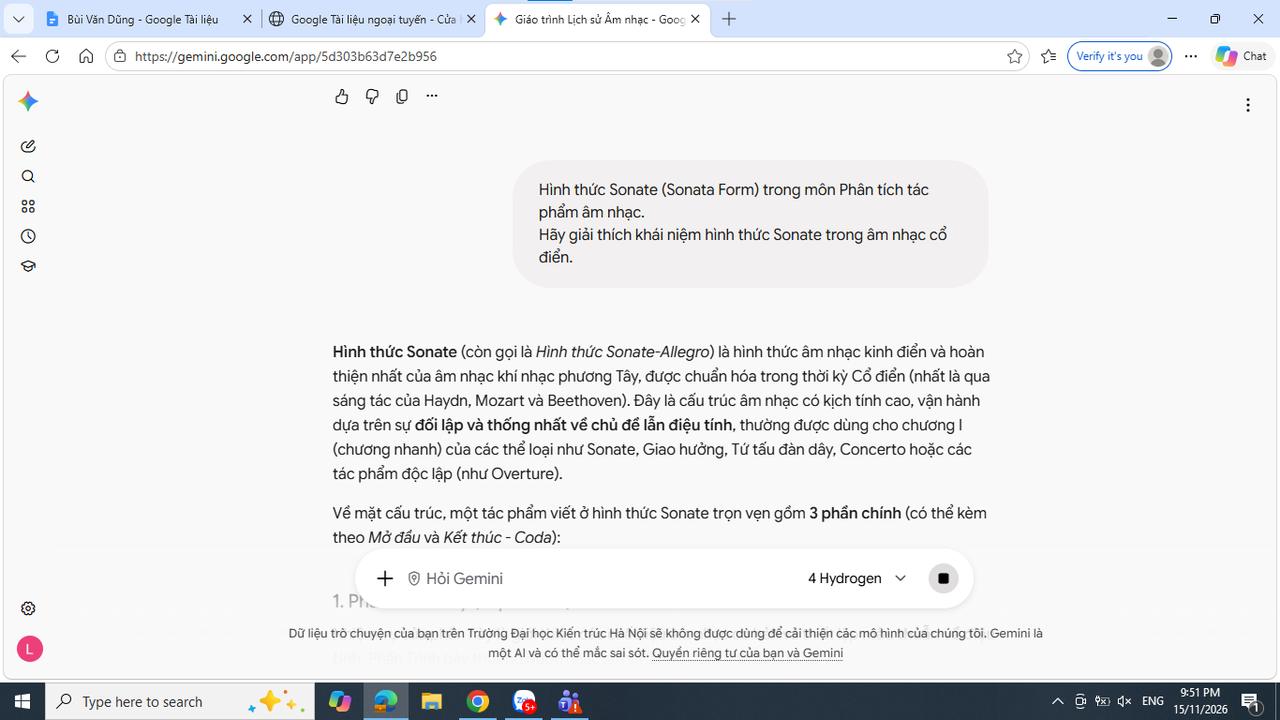 Bùi Văn Dũng - Google Tài liệu
Google Tài liệu ngoại tuyến - Cửa
Giáo trình Lịch sử Âm nhạc - Goog
https://gemini.google.com/app/5d303b63d7e2b956
Verify it's you
Chat
Hình thức Sonate (Sonata Form) trong môn Phân tích tác
phẩm âm nhạc.
Hãy giải thích khái niệm hình thức Sonate trong âm nhạc cổ
điển.
Hình thức Sonate (còn gọi là Hình thức Sonate-Allegro) là hình thức âm nhạc kinh điển và hoàn
thiện nhất của âm nhạc khí nhạc phương Tây, được chuẩn hóa trong thời kỳ Cổ điển (nhất là qua
sáng tác của Haydn, Mozart và Beethoven). Đây là cấu trúc âm nhạc có kịch tính cao, vận hành
dựa trên sự đối lập và thống nhất về chủ đề lẫn điệu tính, thường được dùng cho chương I
(chương nhanh) của các thể loại như Sonate, Giao hưởng, Tứ tấu đàn dây, Concerto hoặc các
tác phẩm độc lập (như Overture).
Về mặt cấu trúc, một tác phẩm viết ở hình thức Sonate trọn vẹn gồm 3 phần chính (có thể kèm
theo Mở đầu và Kết thúc - Coda):
Hỏi Gemini
4 Hydrogen
1.
Dữ liệu trò chuyện của bạn trên Trường Đại học Kiến trúc Hà Nội sẽ không được dùng để cải thiện các mô hình của chúng tôi. Gemini là
một AI và có thể mắc sai sót. Quyền riêng tư của bạn và Gemini
L
Type here to search
5+
ENG
9:51 PM
15/11/2026
1